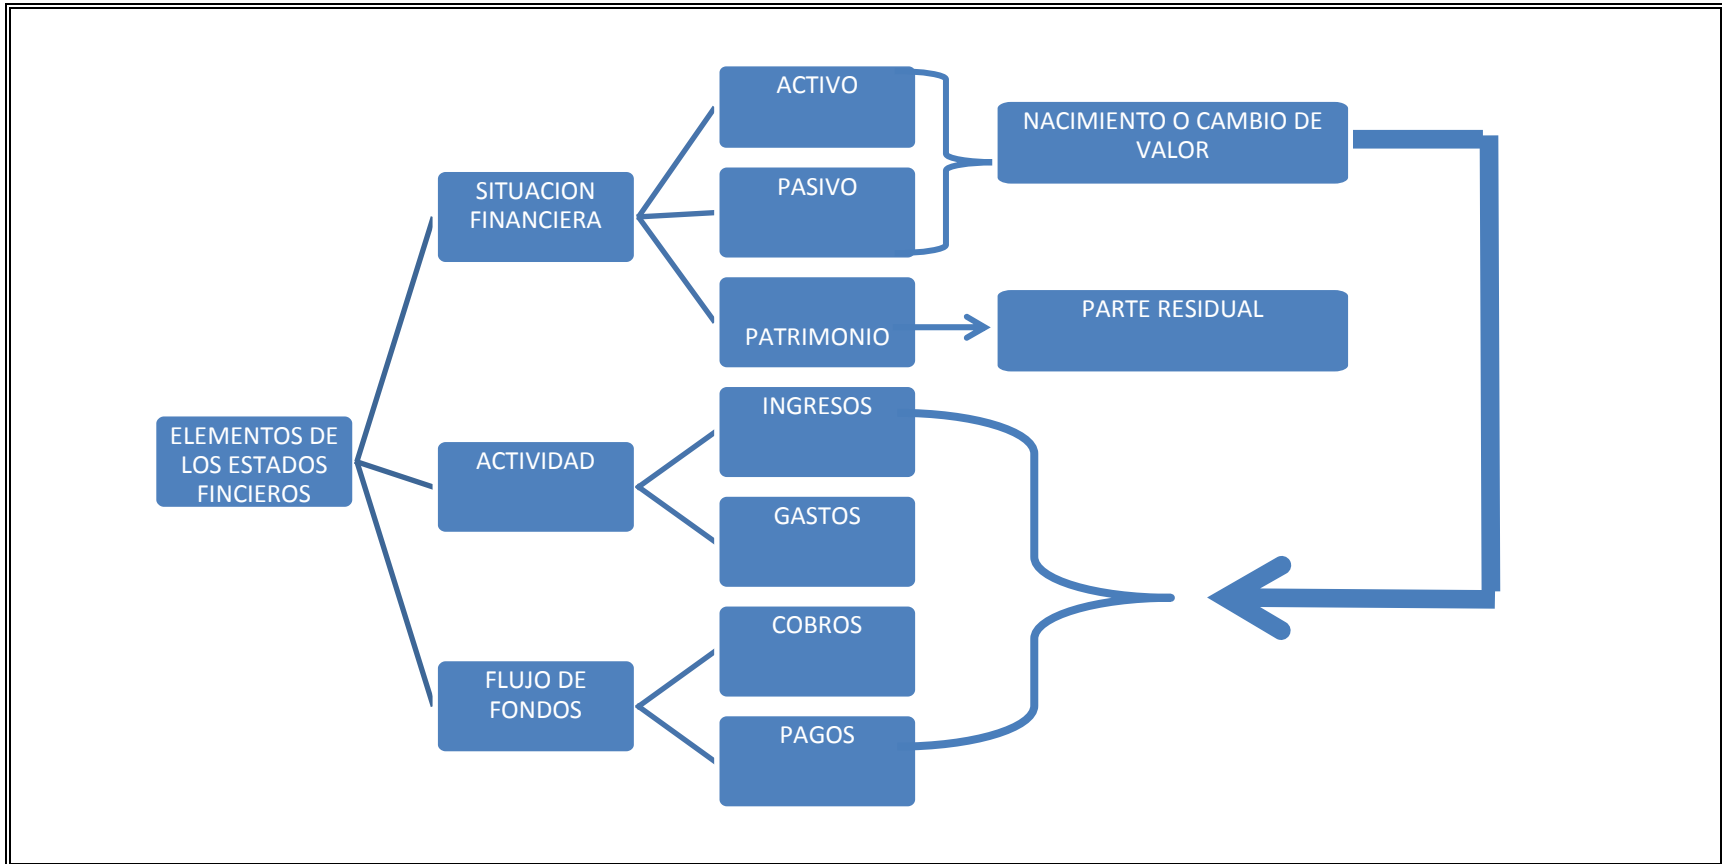 ELEMENTOS DE
LOS ESTADOS
FINCIEROS
SITUACION
FINANCIERA
ACTIVO
PASIVO
PATRIMONIO
NACIMIENTO O CAMBIO DE
VALOR
PARTE RESIDUAL
ACTIVIDAD
INGRESOS
GASTOS
FLUJO DE
FONDOS
COBROS
PAGOS